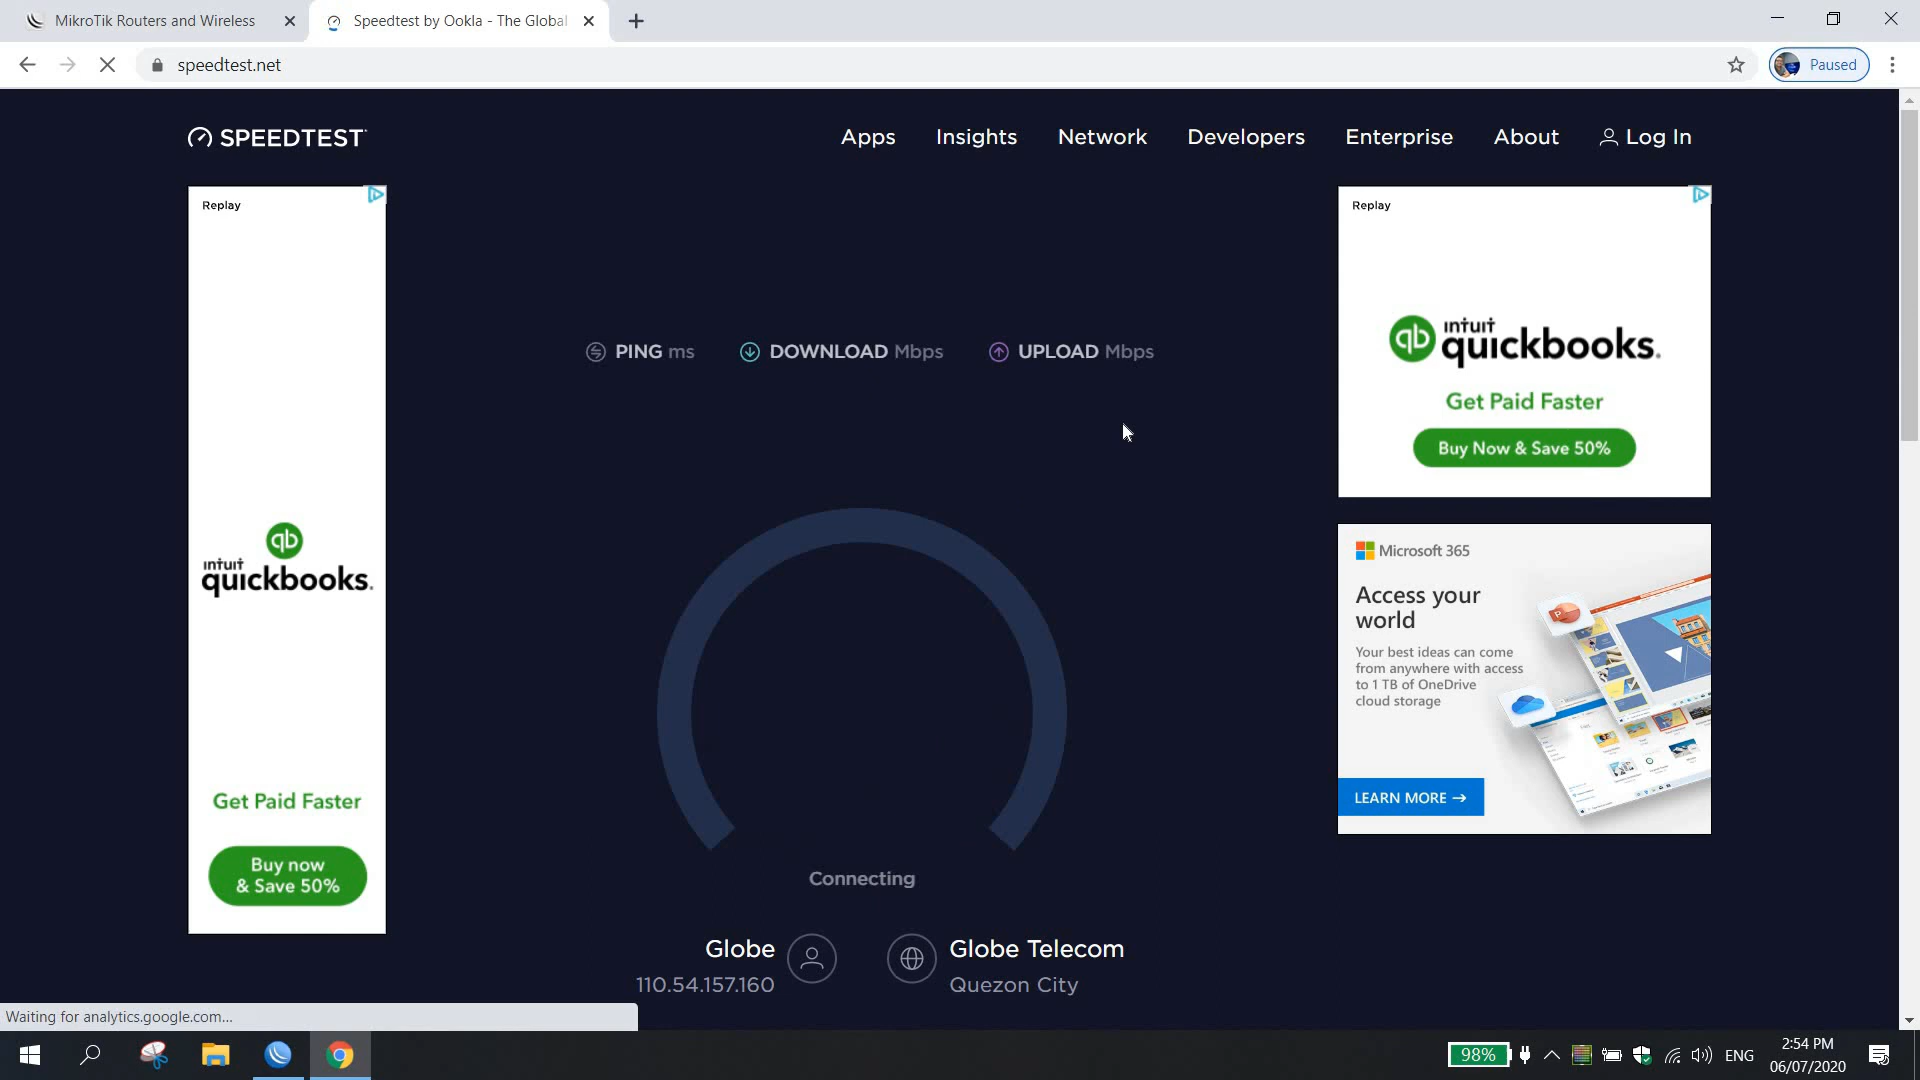 MikroTik Routers and Wireless
Speedtest by Ookla - The Global
speedtest.net
Paused
SPEEDTEST
Apps
Insights
Network
Developers
Enterprise
About
Log In
Replay
intuit
quickbooks.
Get Paid Faster
Buy now
& Save 50%
PING ms
DOWNLOAD Mbps
UPLOAD Mbps
Connecting
Globe
110.54.157.160
Globe Telecom
Quezon City
Replay
intuit
quickbooks.
Get Paid Faster
Buy Now & Save 50%
Microsoft 365
Access your
world
Your best ideas can come
from anywhere with access
to 1 TB of OneDrive
cloud storage
LEARN MORE →
Waiting for analytics.google.com...
98%
ENG
2:54 PM
06/07/2020